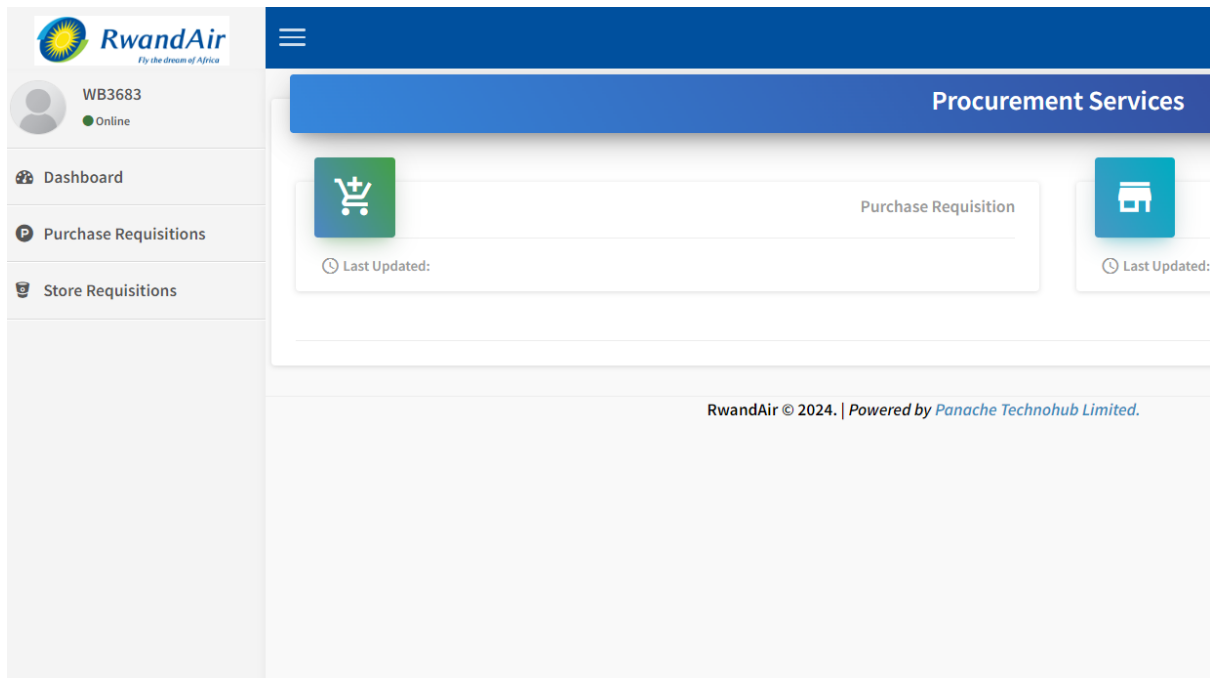 RwandAir
Fly the dream of Africa
WB3683
Online
Dashboard
Purchase Requisitions
Store Requisitions
Procurement Services
Purchase Requisition
Last Updated:
Last Updated:
RwandAir © 2024. | Powered by Panache Technohub Limited.